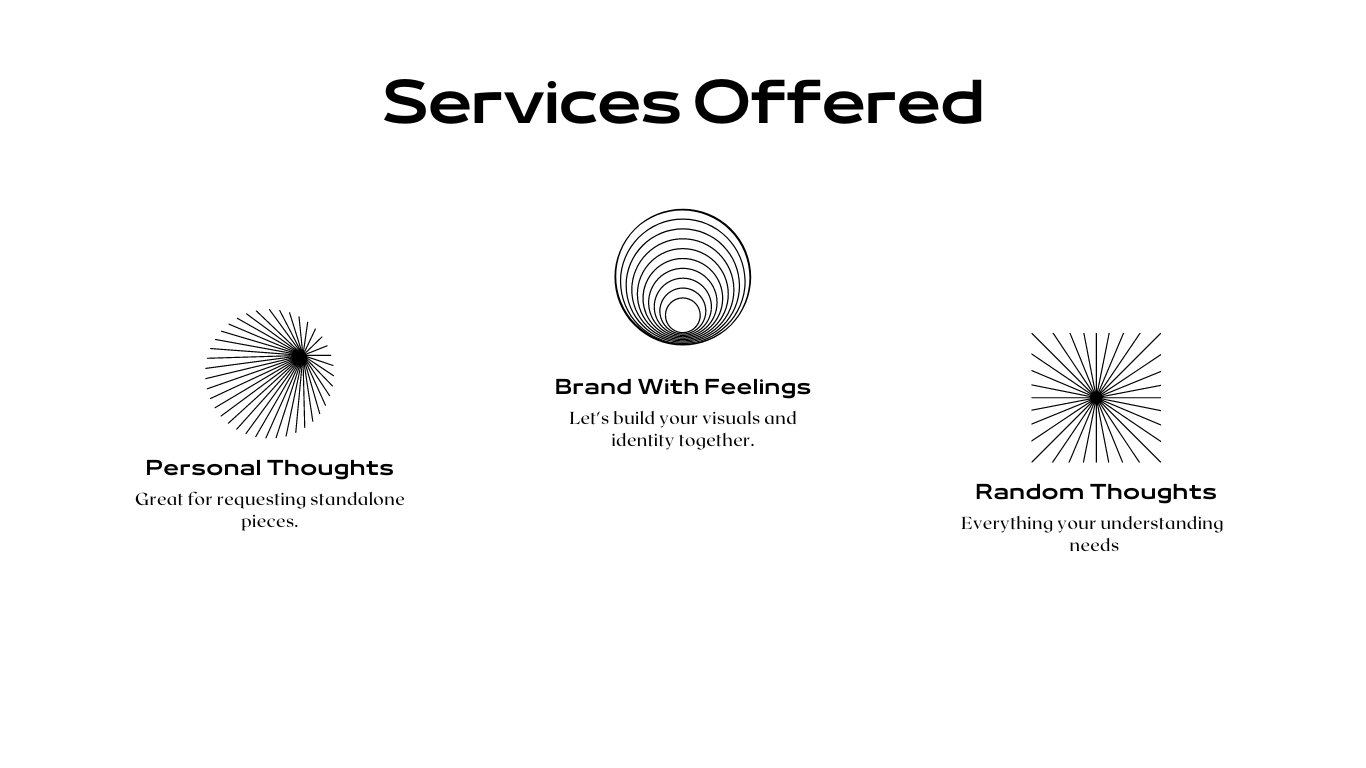 Services Offered
Personal Thoughts
Great for requesting standalone
pieces.
Brand With Feelings
Let's build your visuals and
identity together.
Random Thoughts
Everything your understanding
needs